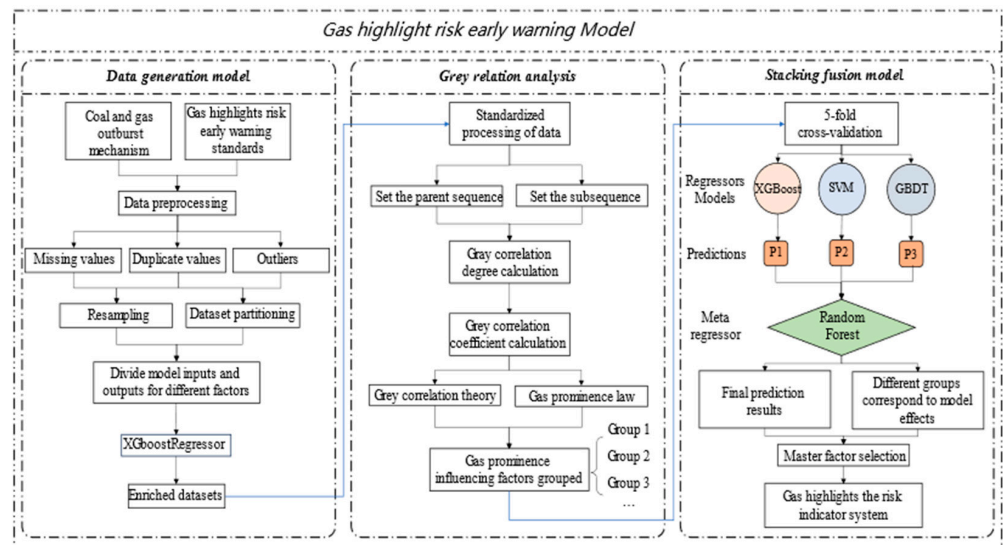 Gas highlight risk early warning Model
Data generation model
Coal and gas
outburst
mechanism
Gas highlights risk
early warning
standards
Data preprocessing
Missing values
Duplicate values
Outliers
Resampling
Dataset partitioning
Divide model inputs and
outputs for different factors
XGboostRegressor
Enriched datasets
Grey relation analysis
Standardized
processing of data
Set the parent sequence
Set the subsequence
Gray correlation
degree calculation
Grey correlation
coefficient calculation
Grey correlation theory
Gas prominence law
Gas prominence
influencing factors grouped
Group 1
Group 2
Group 3
...
Stacking fusion model
5-fold
cross-validation
Regressors
Models
XGBoost
SVM
GBDT
Predictions
P1
P2
P3
Meta
regressor
Random
Forest
Final prediction
results
Different groups
correspond to model
effects
Master factor selection
Gas highlights the risk
indicator system